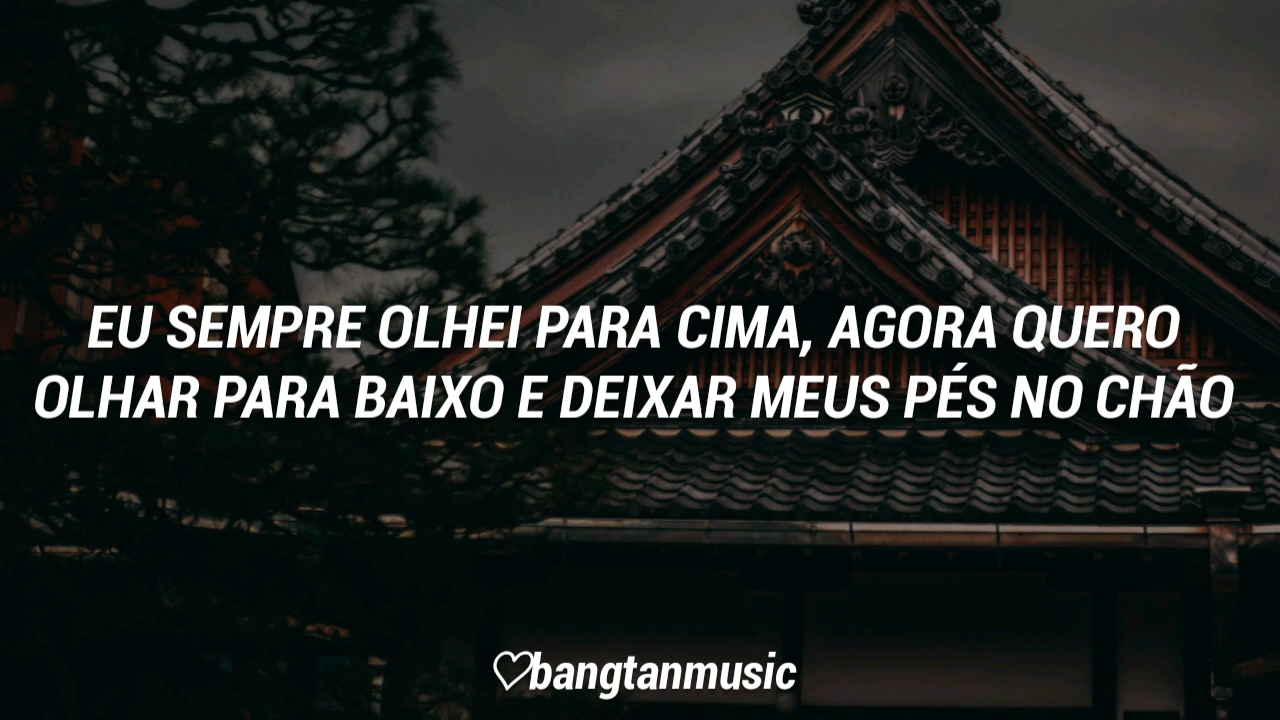 EU SEMPRE OLHEI PARA CIMA, AGORA QUERO
OLHAR PARA BAIXO E DEIXAR MEUS PÉS NO CHÃO
♡bangtanmusic